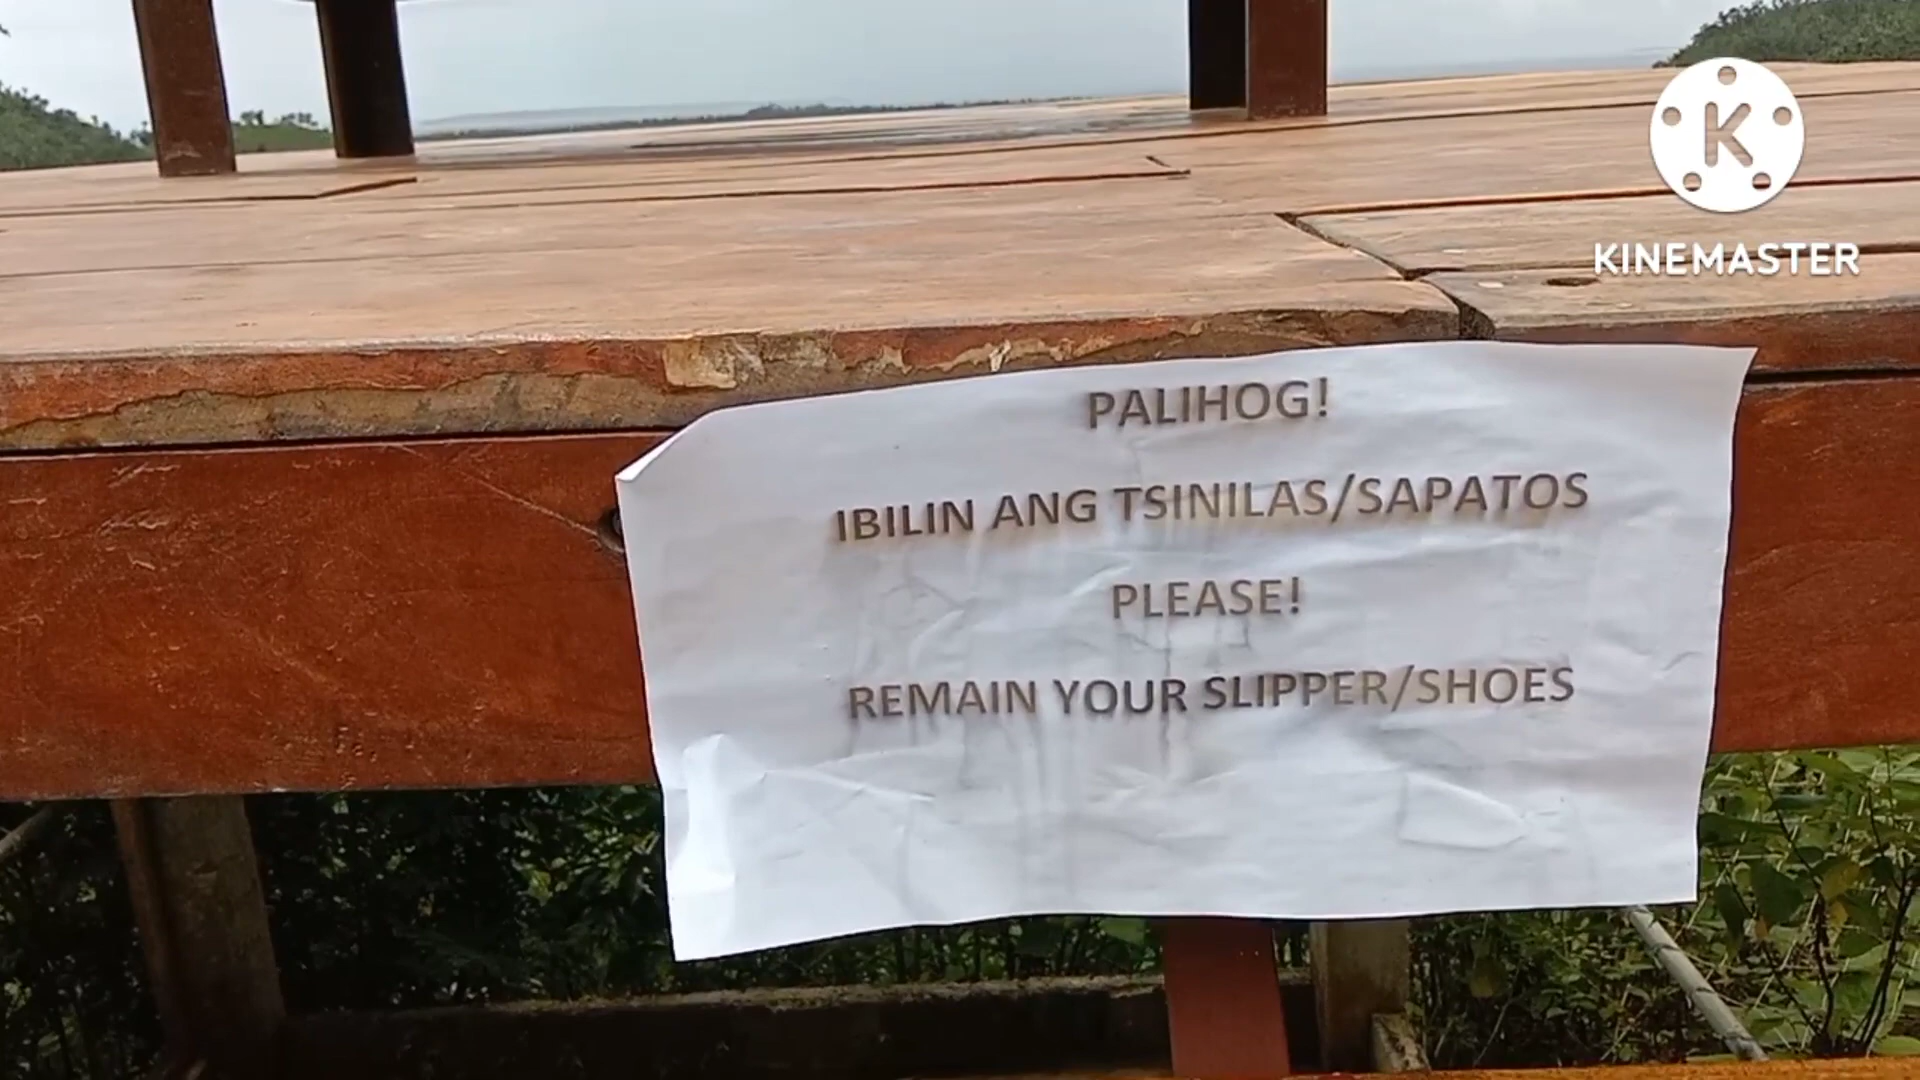 K
KINEMASTER
PALIHOG!
IBILIN ANG TSINILAS/SAPATOS
PLEASE!
REMAIN YOUR SLIPPER/SHOES